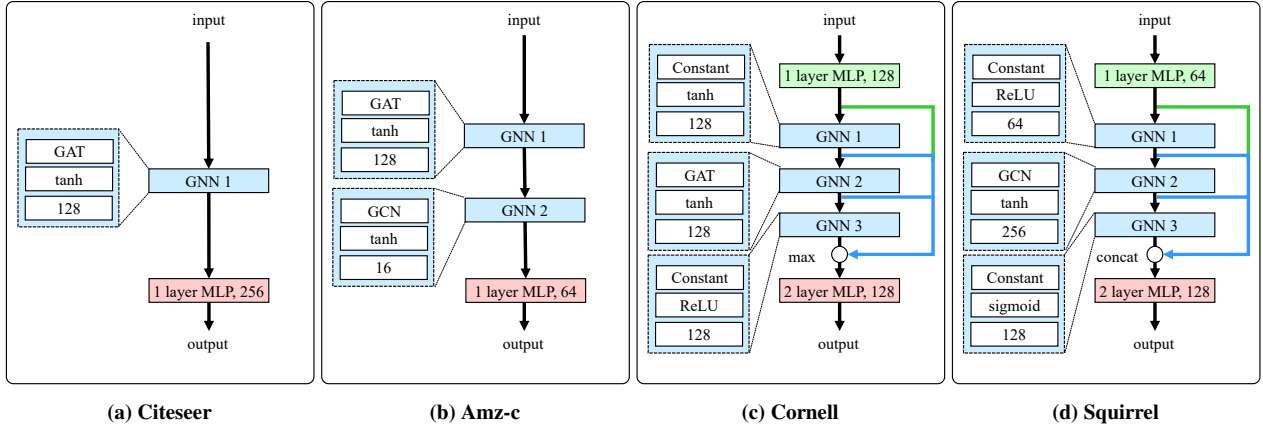 input
GAT
tanh
128
GNN 1
1 layer MLP, 256
output
(a) Citeseer
input
GAT
tanh
128
GNN 1
GCN
tanh
16
GNN 2
1 layer MLP, 64
output
(b) Amz-c
input
1 layer MLP, 128
Constant
tanh
128
GNN 1
GAT
tanh
128
GNN 2
Constant
ReLU
128
GNN 3
max
2 layer MLP, 128
output
(c) Cornell
input
1 layer MLP, 64
Constant
ReLU
64
GNN 1
GCN
tanh
256
GNN 2
Constant
sigmoid
128
GNN 3
concat
2 layer MLP, 128
output
(d) Squirrel